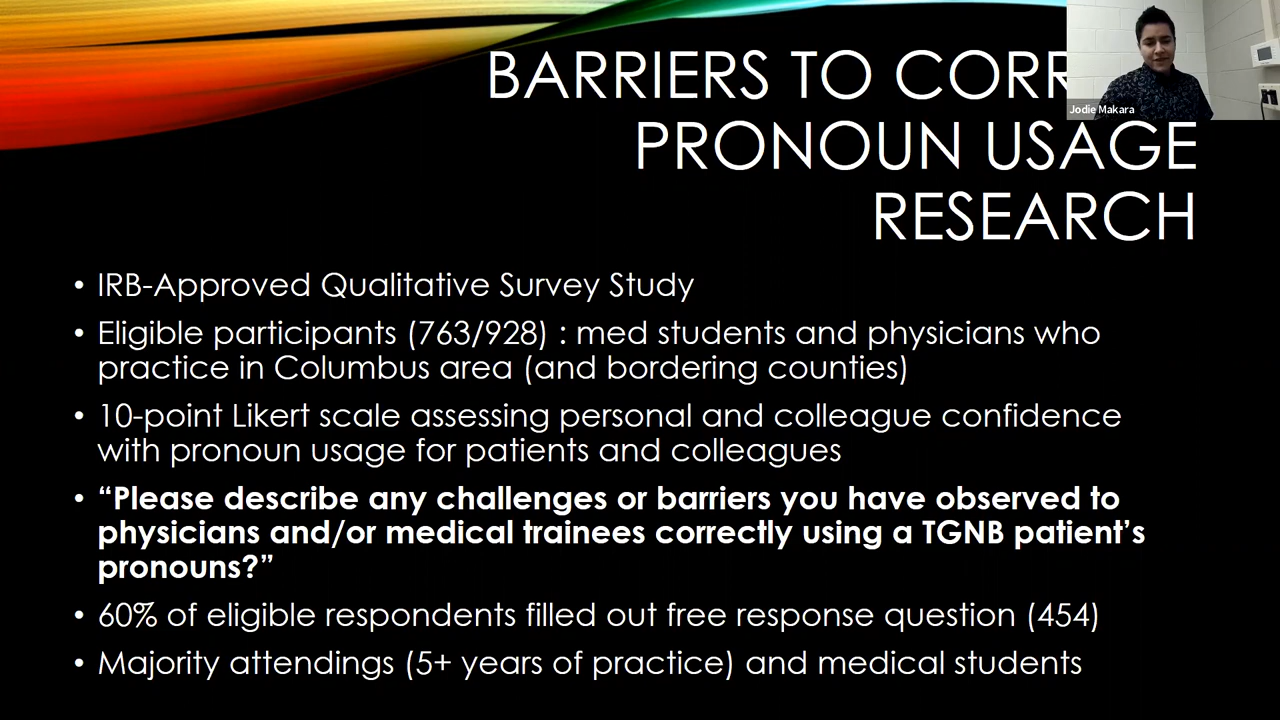 BARRIERS TO CORR
Jodie Makara
PRONOUN USAGE
RESEARCH
• IRB-Approved Qualitative Survey Study
• Eligible participants (763/928) : med students and physicians who
practice in Columbus area (and bordering counties)
• 10-point Likert scale assessing personal and colleague confidence
with pronoun usage for patients and colleagues
• “Please describe any challenges or barriers you have observed to
physicians and/or medical trainees correctly using a TGNB patient’s
pronouns?”
• 60% of eligible respondents filled out free response question (454)
• Majority attendings (5+ years of practice) and medical students